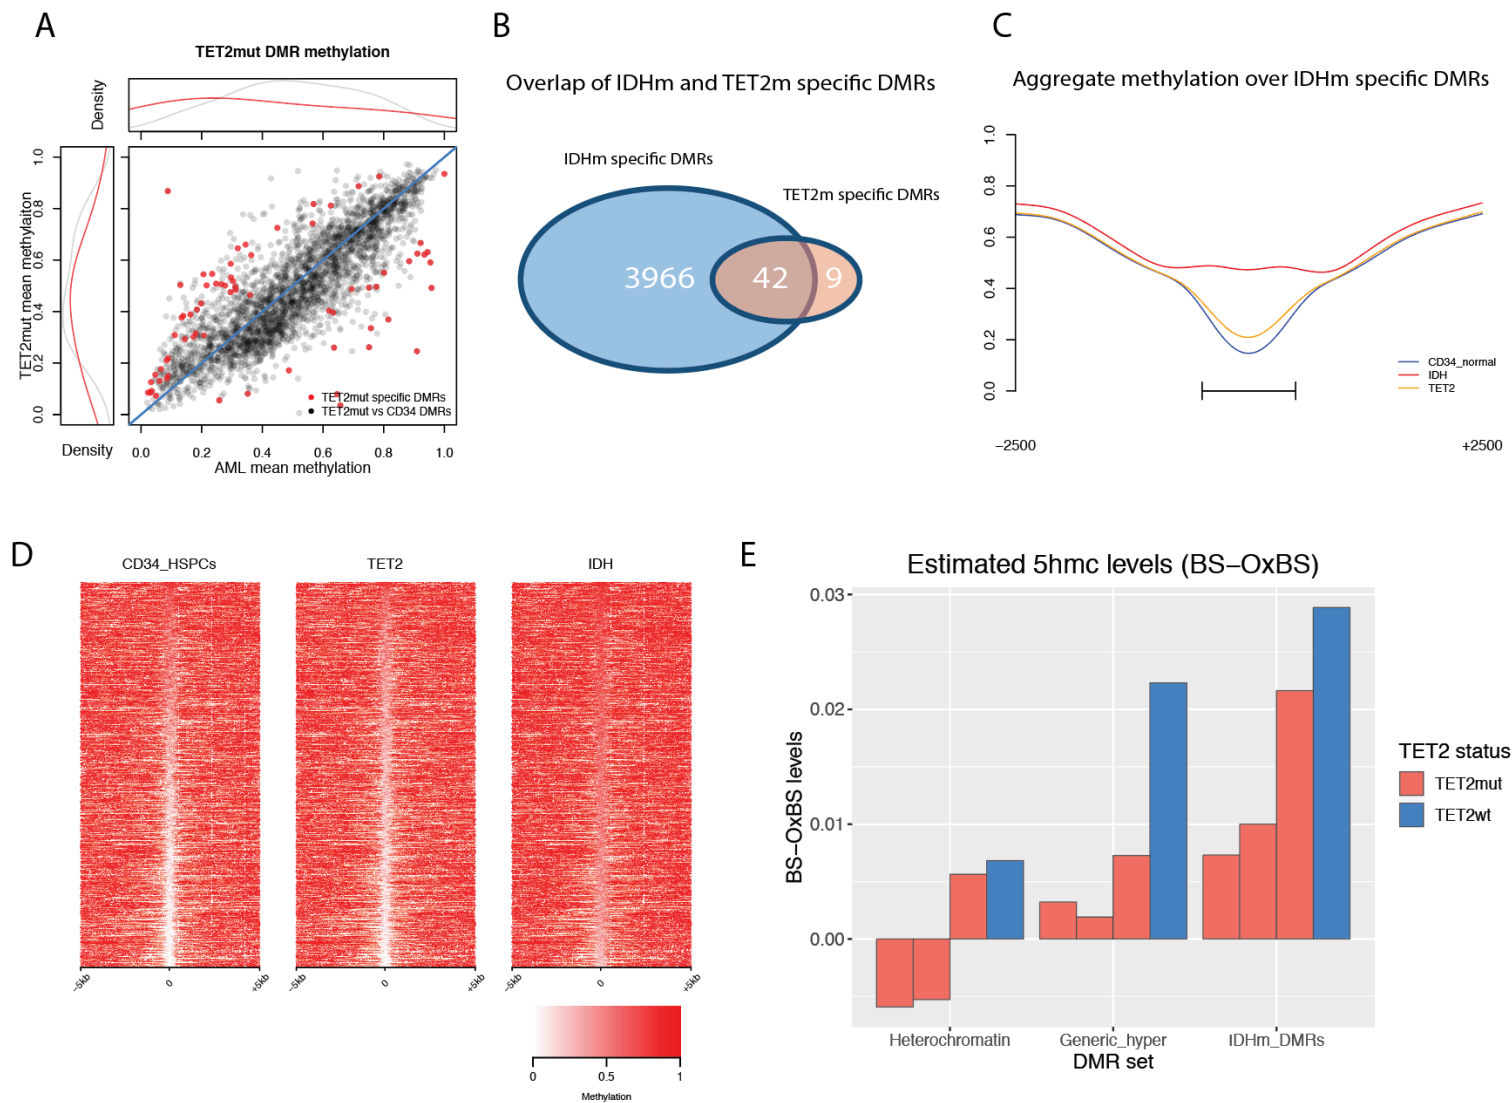 A
TET2mut DMR methylation
Density
TET2mut mean methylaiton
0.0
0.2
0.4
0.6
0.8
1.0
TET2mut specific DMRs
TET2mut vs CD34 DMRs
Density
0.0 0.2 0.4 0.6 0.8 1.0
AML mean methylation
B
Overlap of IDHm and TET2m specific DMRs
IDHm specific DMRs
TET2m specific DMRs
3966 42 9
C
Aggregate methylation over IDHm specific DMRs
1.0
0.8
0.6
0.4
0.2
0.0
CD34_normal
IDH
TET2
−2500 +2500
D
CD34_HSPCs TET2 IDH
−5kb 0 +5kb −5kb 0 +5kb −5kb 0 +5kb
0 0.5 1
Methylation
E
Estimated 5hmc levels (BS−OxBS)
BS−OxBS levels
0.03
0.02
0.01
0.00
Heterochromatin Generic_hyper IDHm_DMRs
DMR set
TET2 status
TET2mut
TET2wt